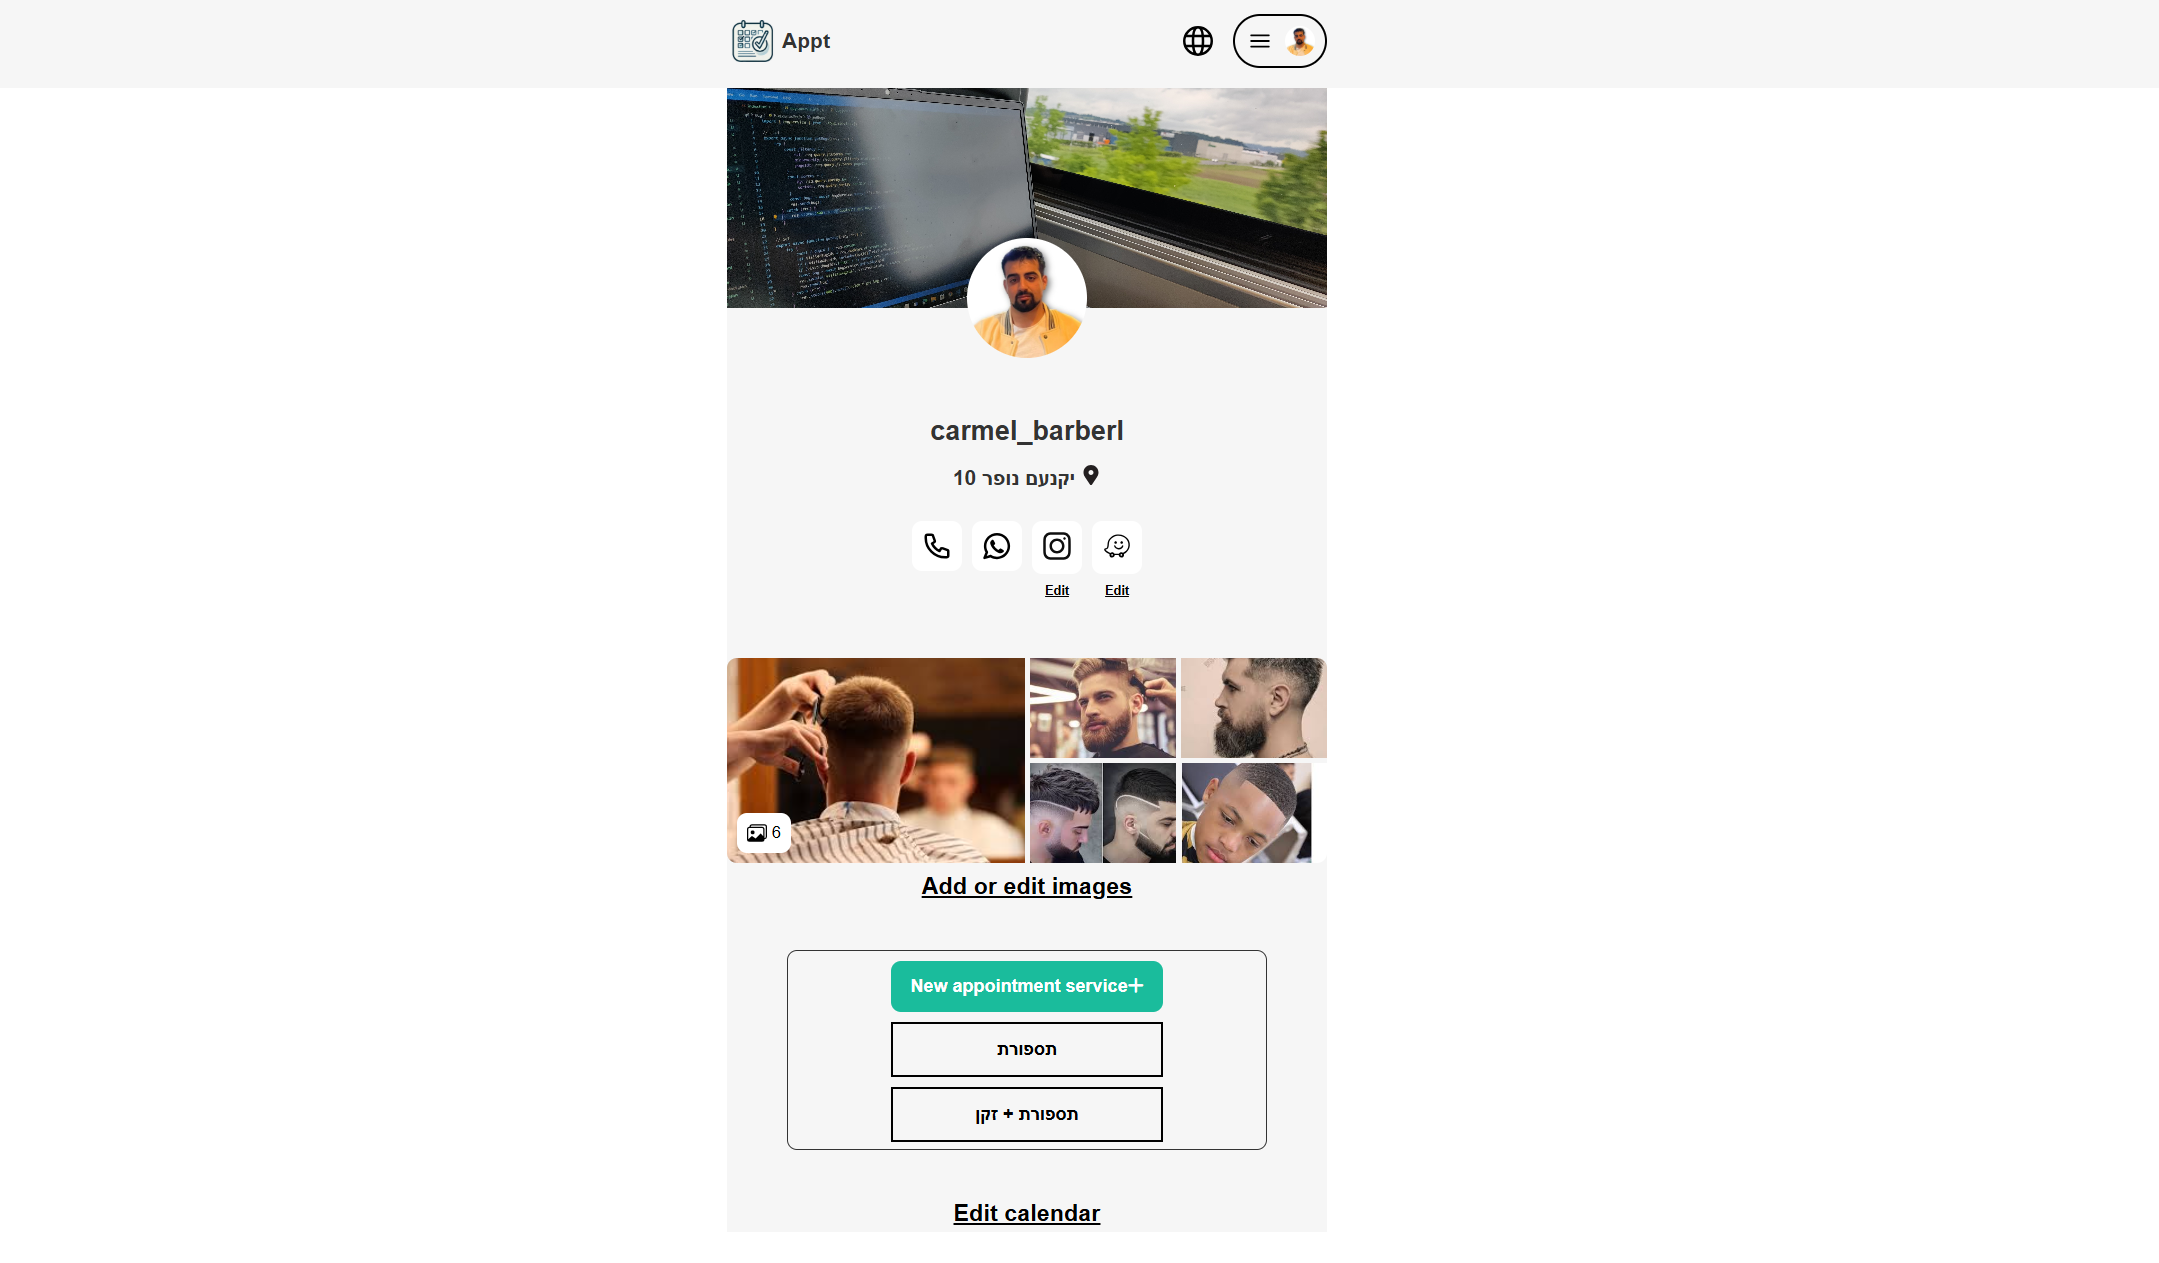 Appt
carmel_barberl
יקנעם נופר 10
Edit
Edit
6
Add or edit images
New appointment service+
תספורת
תספורת + זקן
Edit calendar